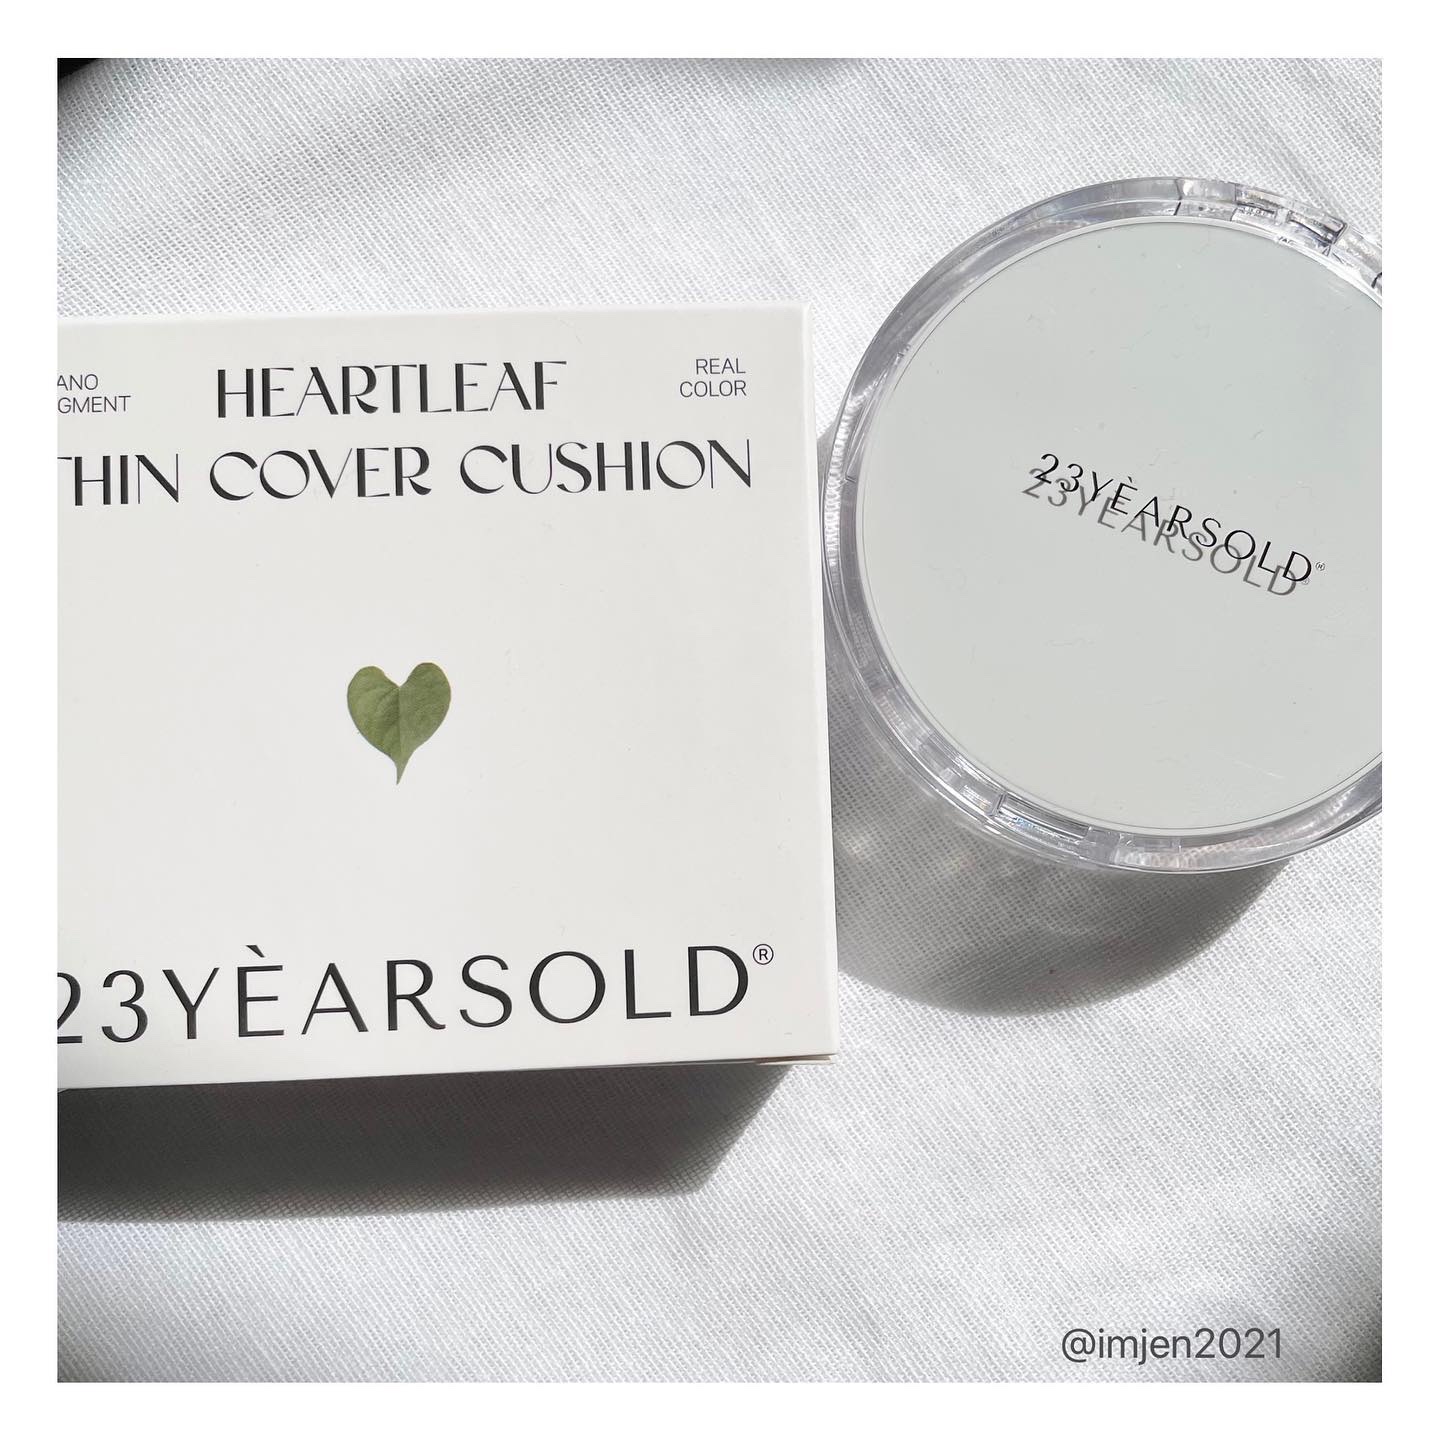 ANO
GMENT
HEARTLEAF
REAL
COLOR
THIN COVER CUSHION
23YÈARSOLD®
23YÈARSOLD®
@imjen2021